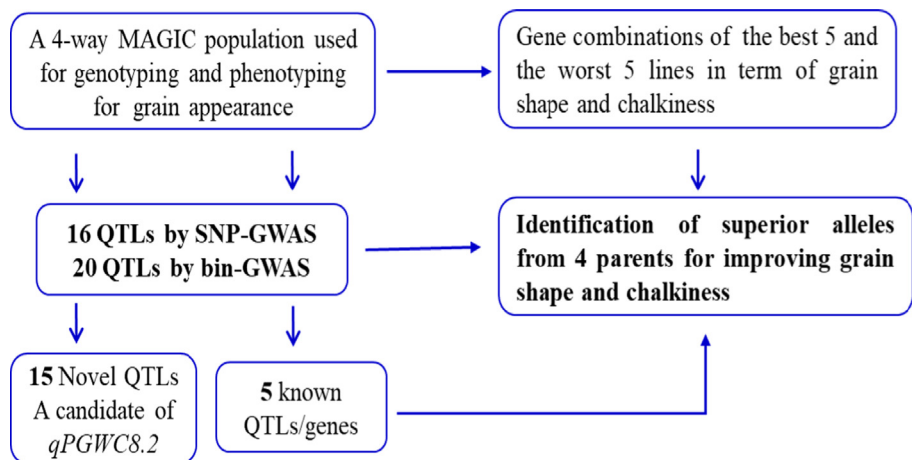 A 4-way MAGIC population used
for genotyping and phenotyping
for grain appearance
Gene combinations of the best 5 and
the worst 5 lines in term of grain
shape and chalkiness
16 QTLs by SNP-GWAS
20 QTLs by bin-GWAS
Identification of superior alleles
from 4 parents for improving grain
shape and chalkiness
15 Novel QTLs
A candidate of
qPGWC8.2
5 known
QTLs/genes